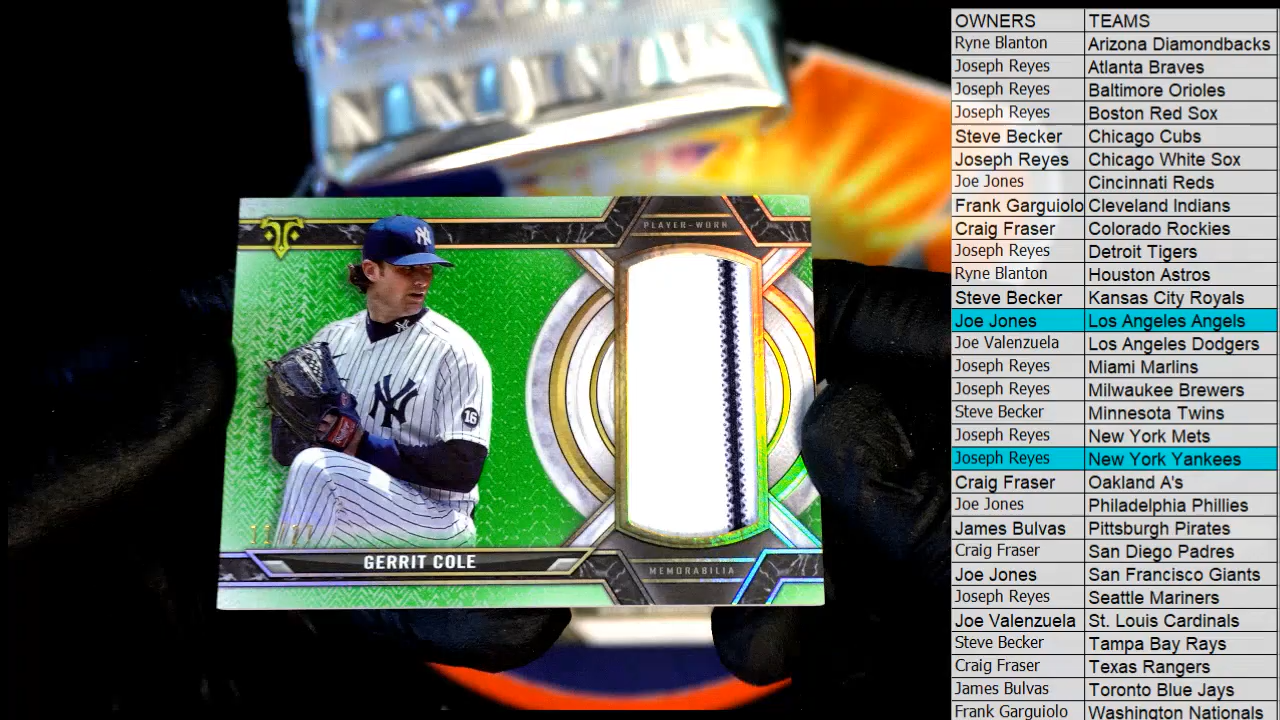 PLAYER-WORN
NY
NY
16
GERRIT COLE
MEMORABILIA
OWNERS TEAMS
Ryne Blanton Arizona Diamondbacks
Joseph Reyes Atlanta Braves
Joseph Reyes Baltimore Orioles
Joseph Reyes Boston Red Sox
Steve Becker Chicago Cubs
Joseph Reyes Chicago White Sox
Joe Jones Cincinnati Reds
Frank Garguiolo Cleveland Indians
Craig Fraser Colorado Rockies
Joseph Reyes Detroit Tigers
Ryne Blanton Houston Astros
Steve Becker Kansas City Royals
Joe Jones Los Angeles Angels
Joe Valenzuela Los Angeles Dodgers
Joseph Reyes Miami Marlins
Joseph Reyes Milwaukee Brewers
Steve Becker Minnesota Twins
Joseph Reyes New York Mets
Joseph Reyes New York Yankees
Craig Fraser Oakland A's
Joe Jones Philadelphia Phillies
James Bulvas Pittsburgh Pirates
Craig Fraser San Diego Padres
Joe Jones San Francisco Giants
Joseph Reyes Seattle Mariners
Joe Valenzuela St. Louis Cardinals
Steve Becker Tampa Bay Rays
Craig Fraser Texas Rangers
James Bulvas Toronto Blue Jays
Frank Garguiolo Washington Nationals